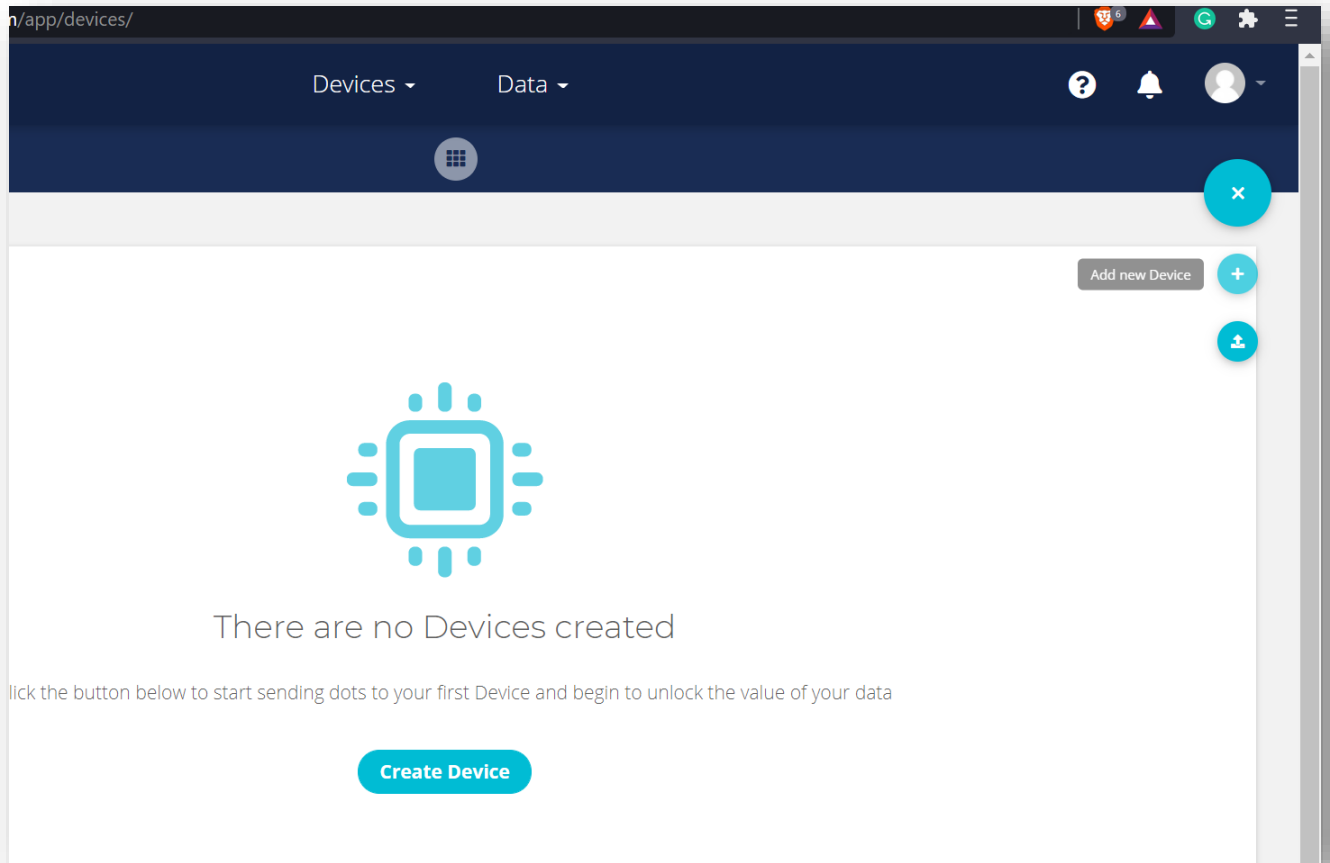 n/app/devices/
6
Devices
Data
Add new Device
There are no Devices created
lick the button below to start sending dots to your first Device and begin to unlock the value of your data
Create Device